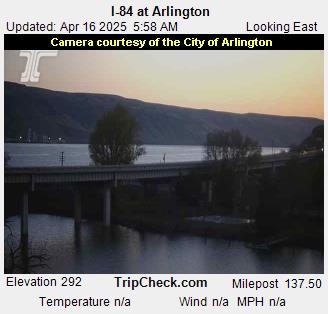 I-84 at Arlington
Updated: Apr 16 2025 5:58 AM Looking East
Camera courtesy of the City of Arlington
Elevation 292 TripCheck.com Milepost 137.50
Temperature n/a Wind n/a MPH n/a